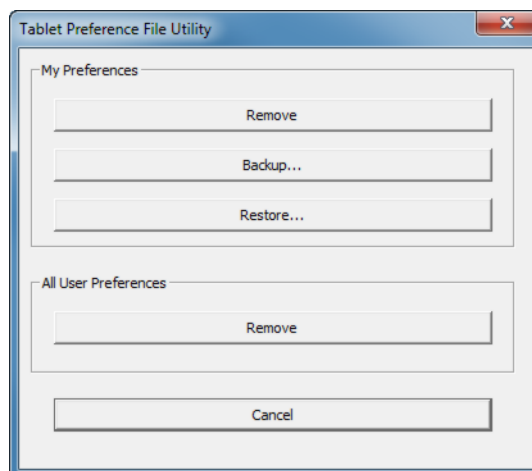 Tablet Preference File Utility
My Preferences
Remove
Backup...
Restore...
All User Preferences
Remove
Cancel